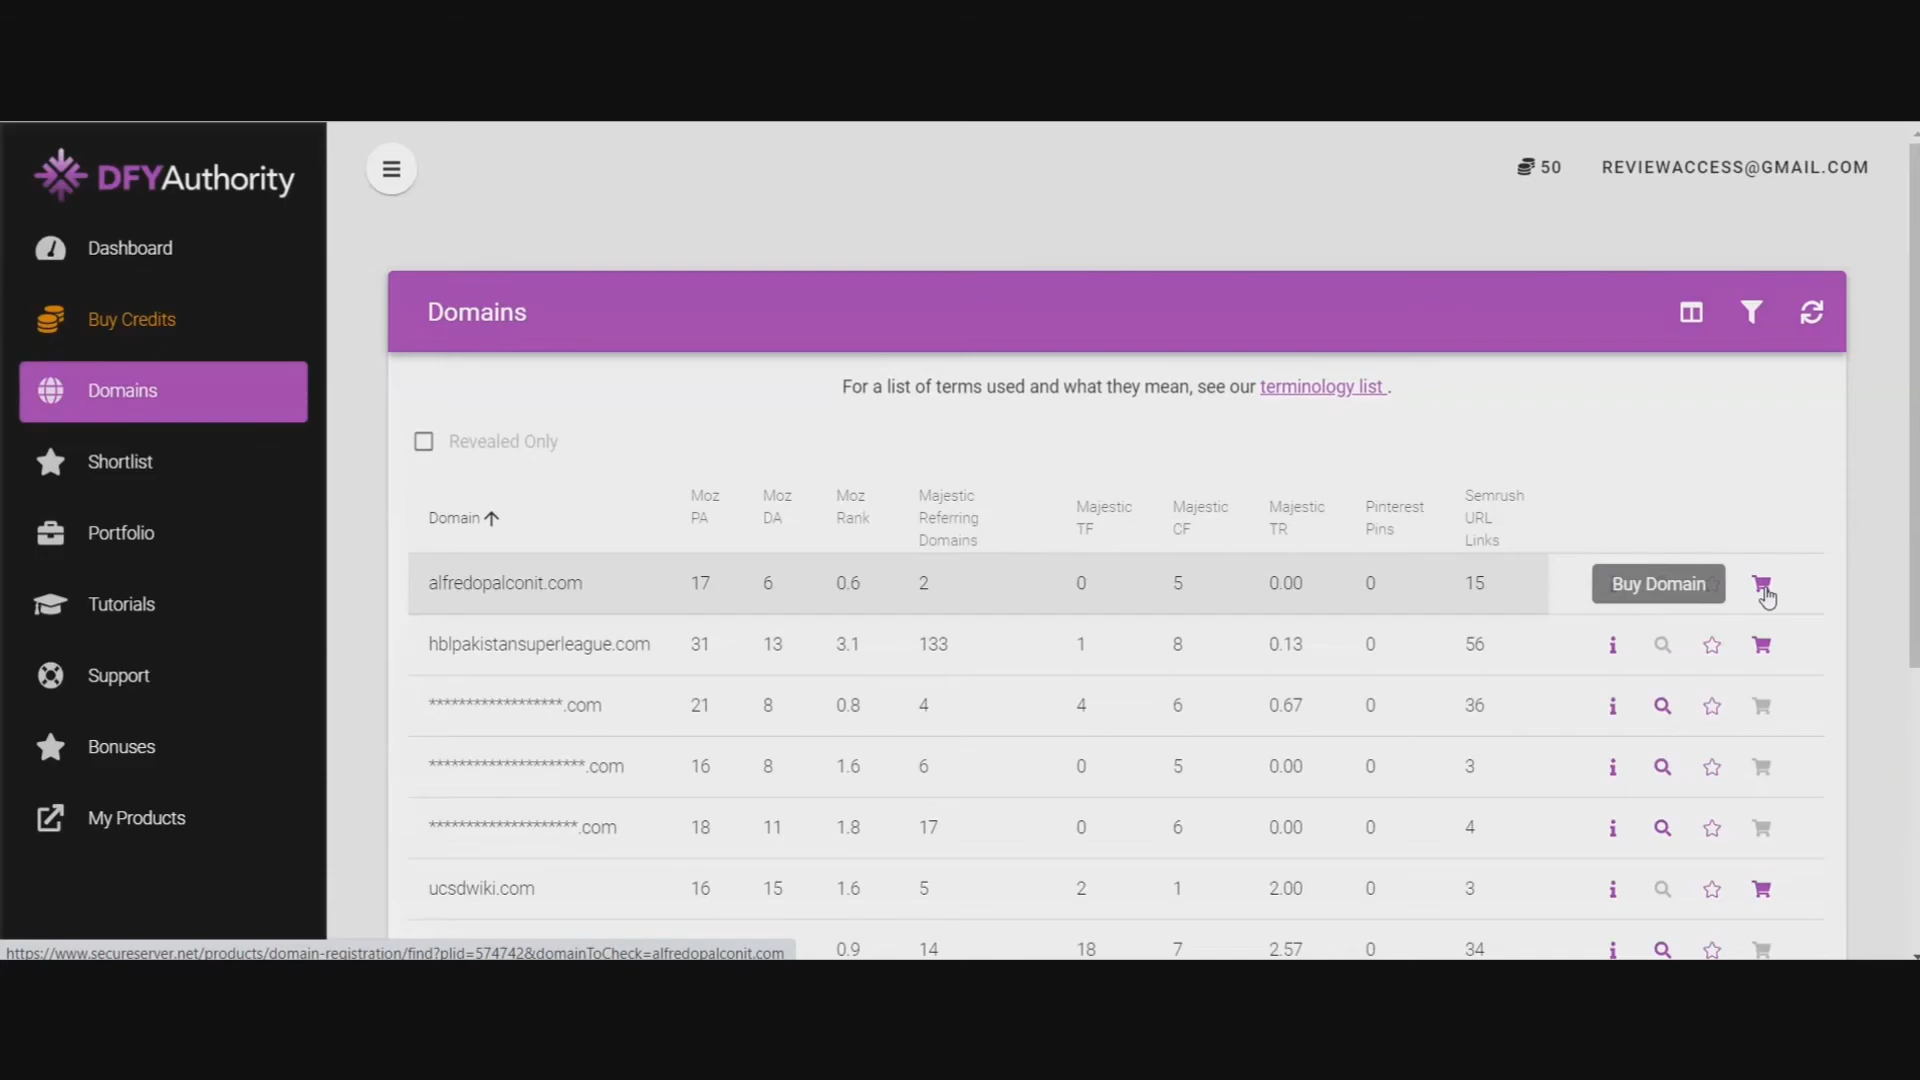 DFYAuthority
50
REVIEWACCESS@GMAIL.COM
Dashboard
Buy Credits
Domains
Shortlist
Portfolio
Tutorials
Support
Bonuses
My Products
Domains
For a list of terms used and what they mean, see our terminology list .
Revealed Only
Domain
Moz PA
Moz DA
Moz Rank
Majestic Referring Domains
Majestic TF
Majestic CF
Majestic TR
Pinterest Pins
Semrush URL Links
alfredopalconit.com 17 6 0.6 2 0 5 0.00 0 15 Buy Domain
hblpakistansuperleague.com 31 13 3.1 133 1 8 0.13 0 56
******************.com 21 8 0.8 4 4 6 0.67 0 36
*********************.com 16 8 1.6 6 0 5 0.00 0 3
********************.com 18 11 1.8 17 0 6 0.00 0 4
ucsdwiki.com 16 15 1.6 5 2 1 2.00 0 3
0.9 14 18 7 2.57 0 34
https://www.secureserver.net/products/domain-registration/find?plid=574742&domainToCheck=alfredopalconit.com